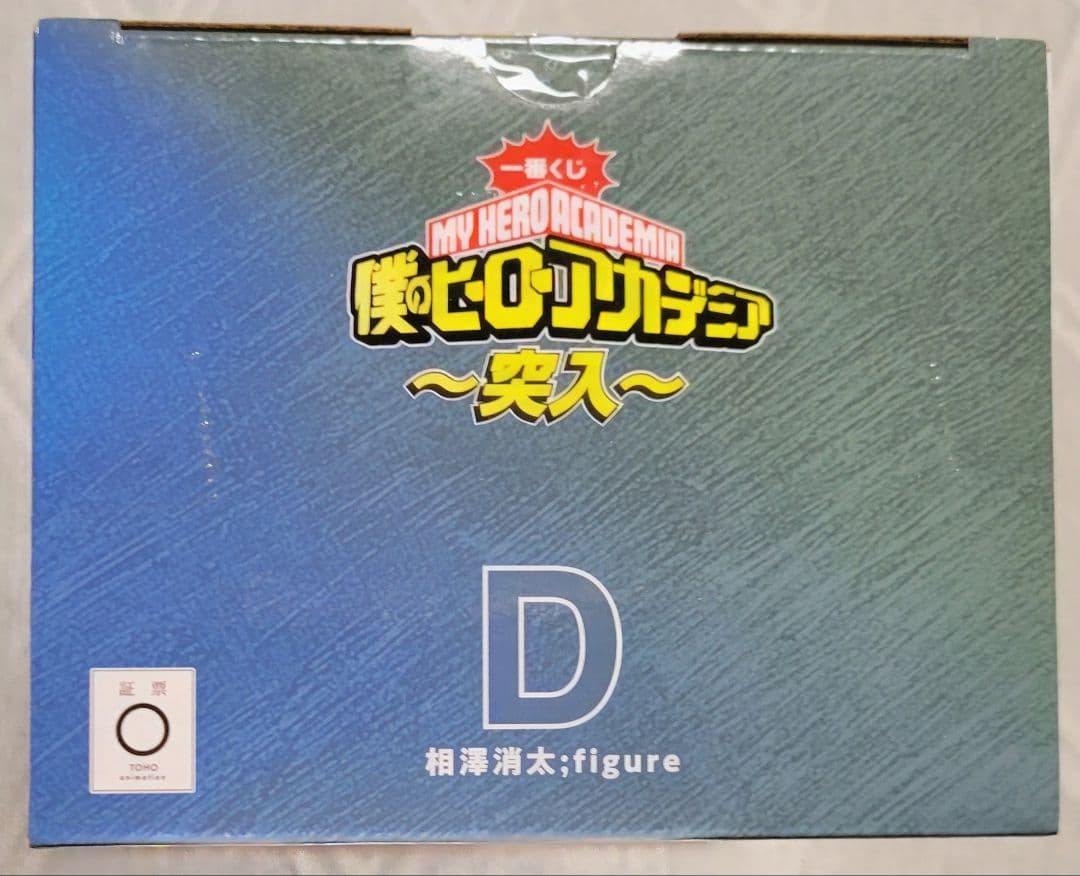 一番くじ
MY HERO ACADEMIA
僕のヒーローアカデミア
～突入～
D
相澤消太;figure
証票
TOHO
animation